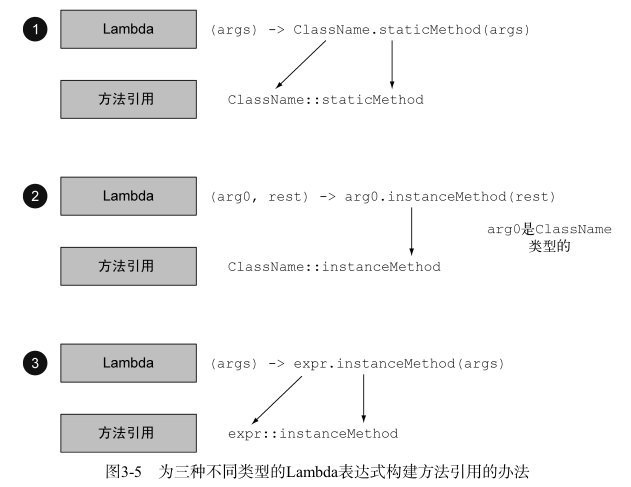 1 Lambda (args) -> ClassName.staticMethod(args)
方法引用 ClassName::staticMethod
2 Lambda (arg0, rest) -> arg0.instanceMethod(rest)
arg0是ClassName
类型的
方法引用 ClassName::instanceMethod
3 Lambda (args) -> expr.instanceMethod(args)
方法引用 expr::instanceMethod
图3-5 为三种不同类型的Lambda表达式构建方法引用的办法